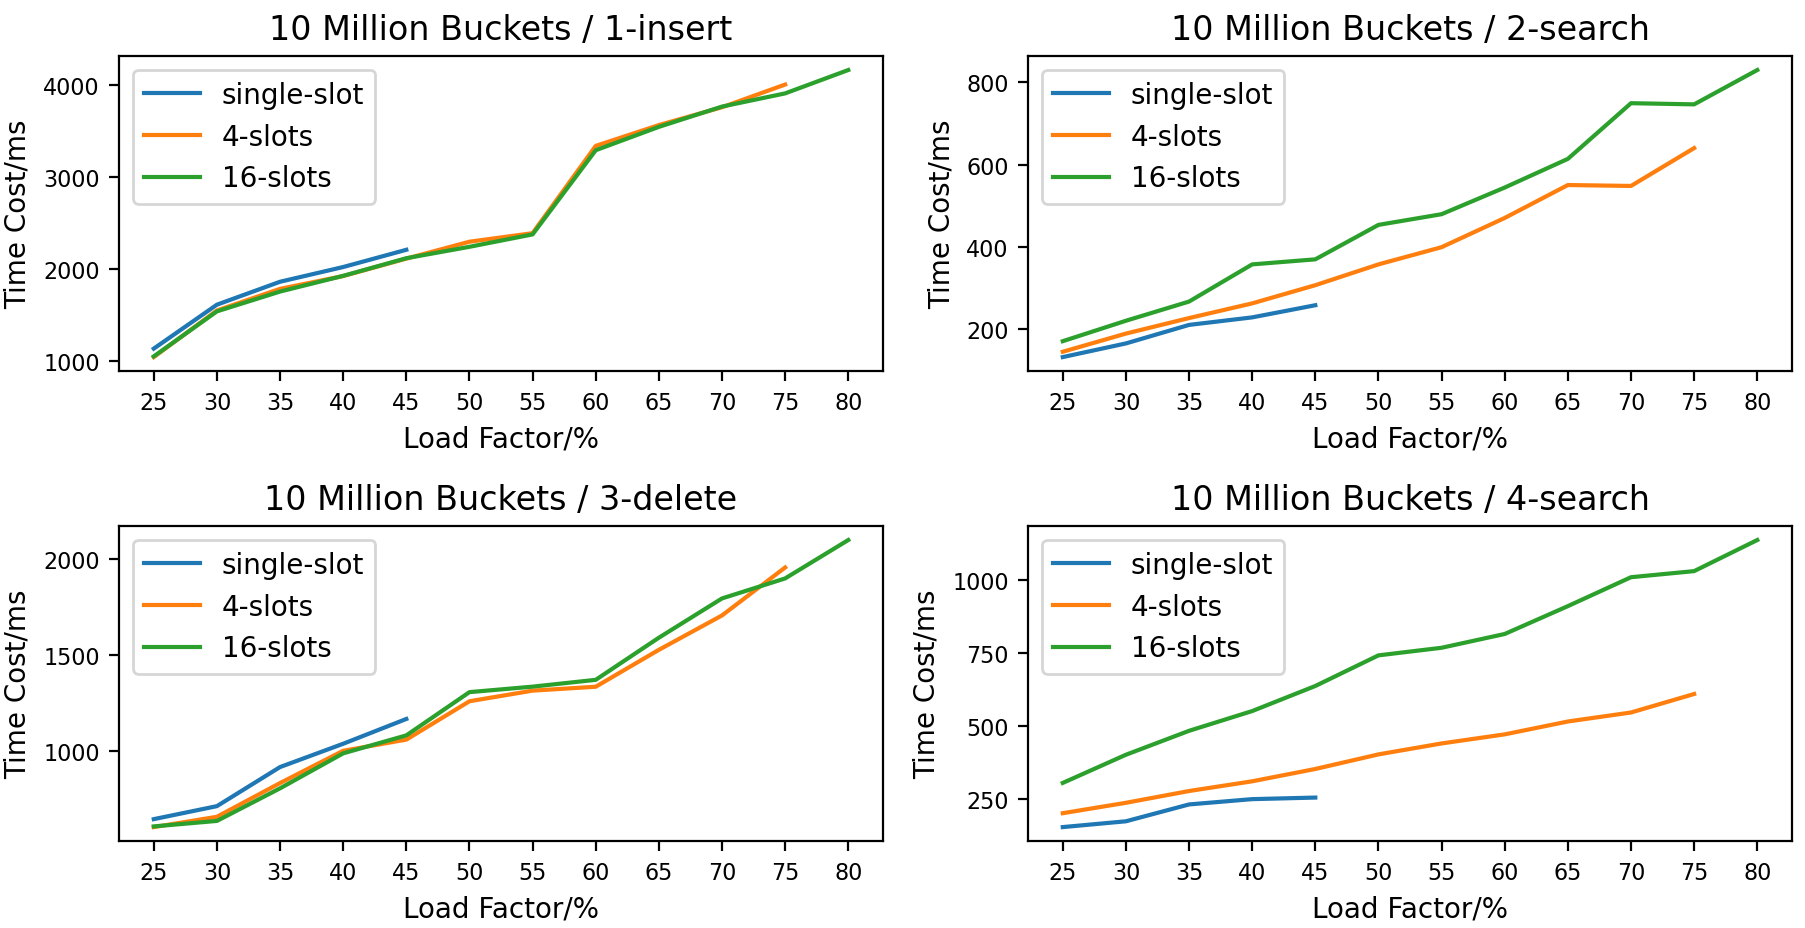 10 Million Buckets / 1-insert
Time Cost/ms
4000
3000
2000
1000
single-slot
4-slots
16-slots
25 30 35 40 45 50 55 60 65 70 75 80
Load Factor/%
10 Million Buckets / 2-search
Time Cost/ms
800
600
400
200
single-slot
4-slots
16-slots
25 30 35 40 45 50 55 60 65 70 75 80
Load Factor/%
10 Million Buckets / 3-delete
Time Cost/ms
2000
1500
1000
single-slot
4-slots
16-slots
25 30 35 40 45 50 55 60 65 70 75 80
Load Factor/%
10 Million Buckets / 4-search
Time Cost/ms
1000
750
500
250
single-slot
4-slots
16-slots
25 30 35 40 45 50 55 60 65 70 75 80
Load Factor/%